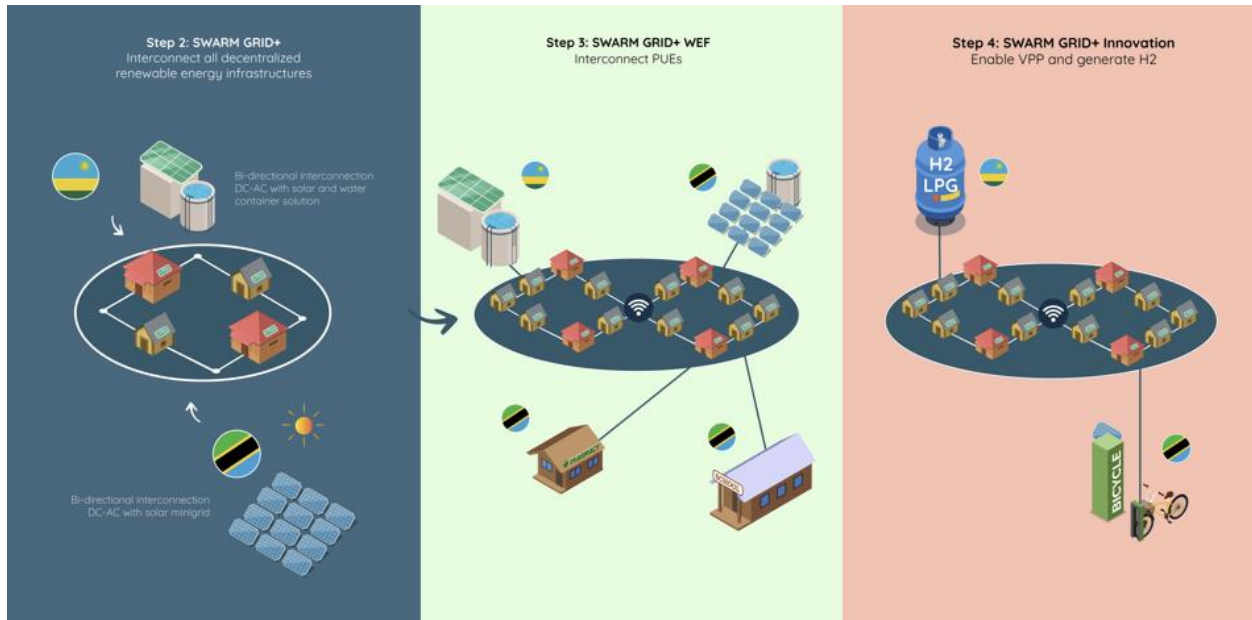 Step 2: SWARM GRID+
Interconnect all decentralized
renewable energy infrastructures
Bi-directional interconnection
DC-AC with solar and water
container solution
Bi-directional interconnection
DC-AC with solar minigrid
Step 3: SWARM GRID+ WEF
Interconnect PUEs
PHARMACY
SCHOOL
Step 4: SWARM GRID+ Innovation
Enable VPP and generate H2
H2
LPG
BICYCLE